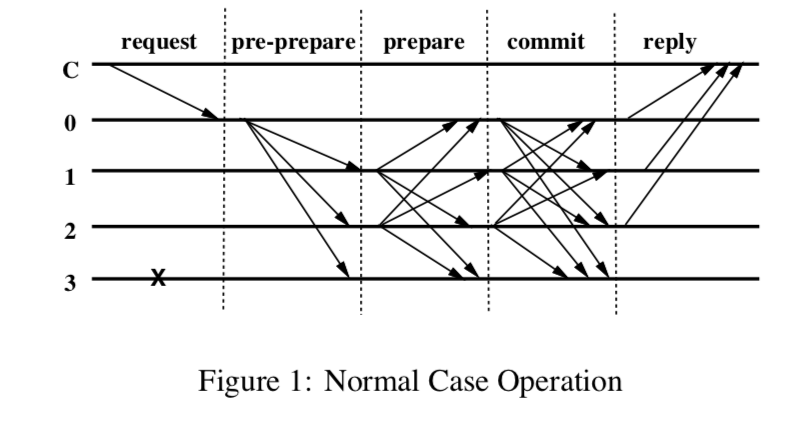 request pre-prepare prepare commit reply
C
0
1
2
3 X
Figure 1: Normal Case Operation